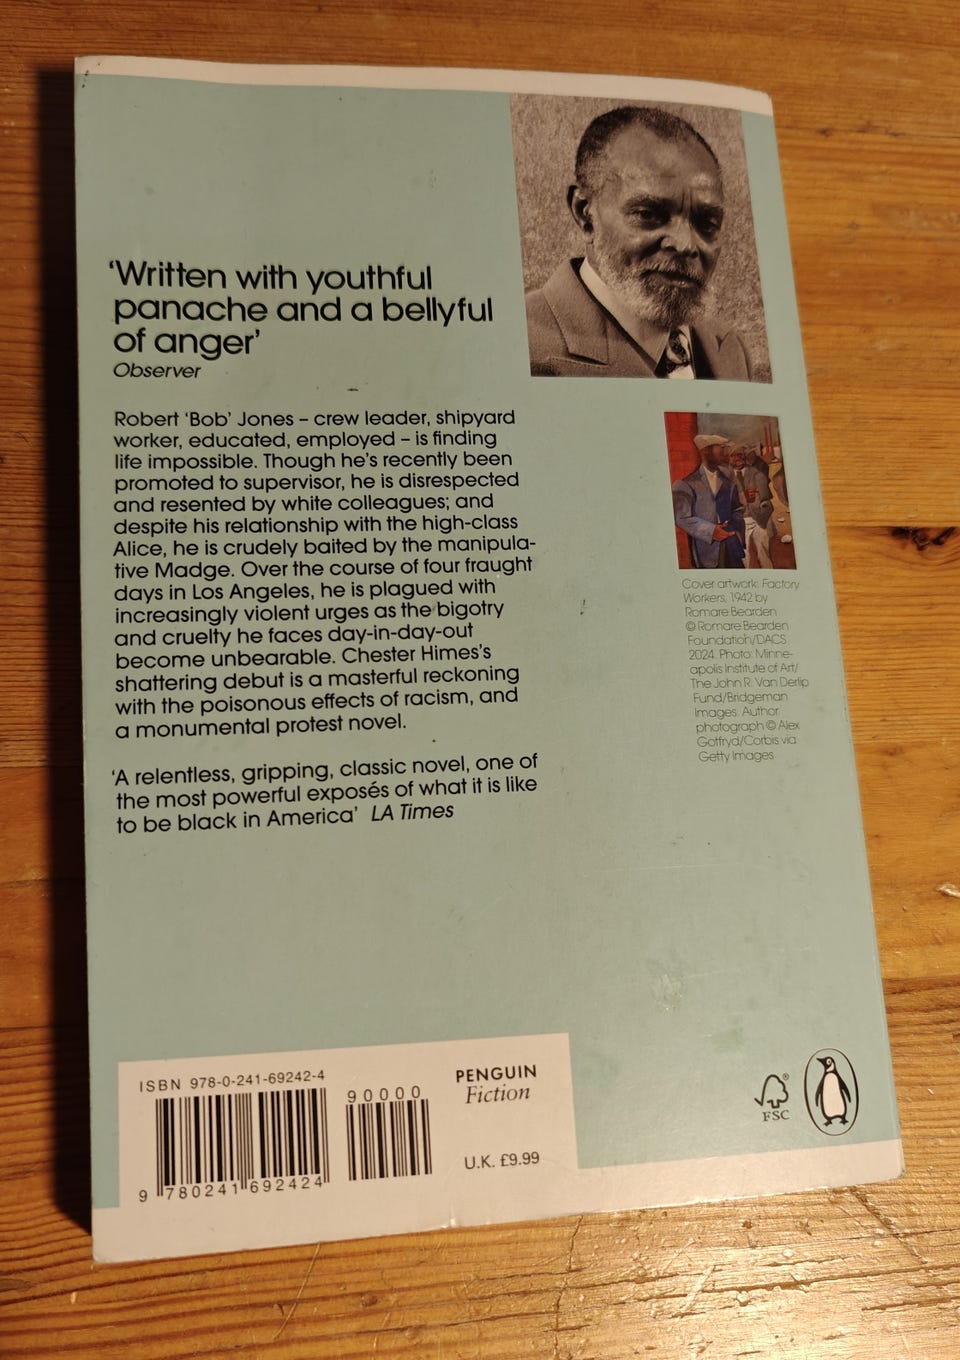 ‘Written with youthful
panache and a bellyful
of anger’
Observer
Robert ‘Bob’ Jones – crew leader, shipyard
worker, educated, employed – is finding
life impossible. Though he’s recently been
promoted to supervisor, he is disrespected
and resented by white colleagues; and
despite his relationship with the high-class
Alice, he is crudely baited by the manipula-
tive Madge. Over the course of four fraught
days in Los Angeles, he is plagued with
increasingly violent urges as the bigotry
and cruelty he faces day-in-day-out
become unbearable. Chester Himes’s
shattering debut is a masterful reckoning
with the poisonous effects of racism, and
a monumental protest novel.
‘A relentless, gripping, classic novel, one of
the most powerful exposés of what it is like
to be black in America’ LA Times
Cover artwork: Factory
Workers, 1942 by
Romare Bearden
© Romare Bearden
Foundation/DACS
2024. Photo: Minne-
apolis Institute of Art/
The John R. Van Derlip
Fund/Bridgeman
Images. Author
photograph © Alex
Gotfryd/Corbis via
Getty Images
ISBN 978-0-241-69242-4
90000
9 780241 692424
PENGUIN
Fiction
U.K. £9.99
®
FSC